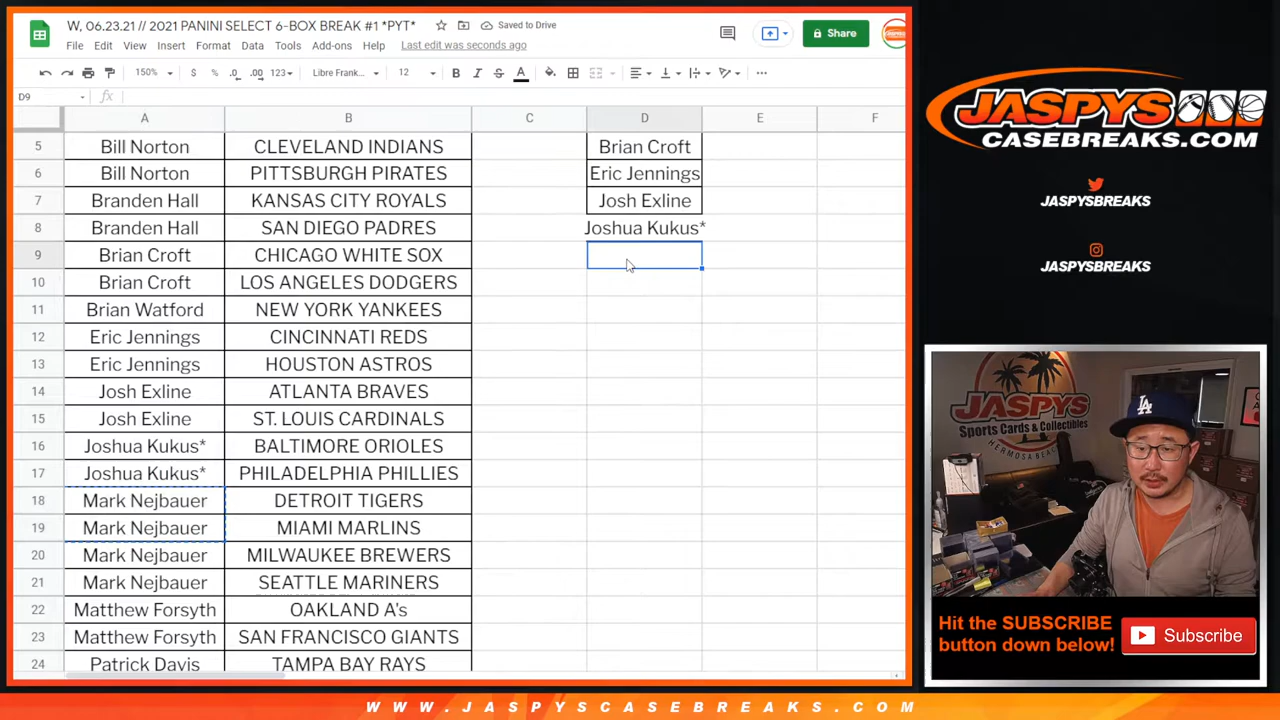 W, 06.23.21 // 2021 PANINI SELECT 6-BOX BREAK #1 *PYT*
Saved to Drive
File Edit View Insert Format Data Tools Add-ons Help Last edit was seconds ago
Share
150% $ % .0 .00 123 Libre Frank... 12 B I S A
D9 fx
A B C D E F
5 Bill Norton CLEVELAND INDIANS Brian Croft
6 Bill Norton PITTSBURGH PIRATES Eric Jennings
7 Branden Hall KANSAS CITY ROYALS Josh Exline
8 Branden Hall SAN DIEGO PADRES Joshua Kukus*
9 Brian Croft CHICAGO WHITE SOX
10 Brian Croft LOS ANGELES DODGERS
11 Brian Watford NEW YORK YANKEES
12 Eric Jennings CINCINNATI REDS
13 Eric Jennings HOUSTON ASTROS
14 Josh Exline ATLANTA BRAVES
15 Josh Exline ST. LOUIS CARDINALS
16 Joshua Kukus* BALTIMORE ORIOLES
17 Joshua Kukus* PHILADELPHIA PHILLIES
18 Mark Nejbauer DETROIT TIGERS
19 Mark Nejbauer MIAMI MARLINS
20 Mark Nejbauer MILWAUKEE BREWERS
21 Mark Nejbauer SEATTLE MARINERS
22 Matthew Forsyth OAKLAND A's
23 Matthew Forsyth SAN FRANCISCO GIANTS
24 Patrick Davis TAMPA BAY RAYS
JASPYS
CASEBREAKS.COM
JASPYSBREAKS
JASPYSBREAKS
JASPYS
Sports Cards & Collectibles
HERMOSA BEACH
LA
Hit the SUBSCRIBE
button down below!
Subscribe
WWW.JASPYSCASEBREAKS.COM